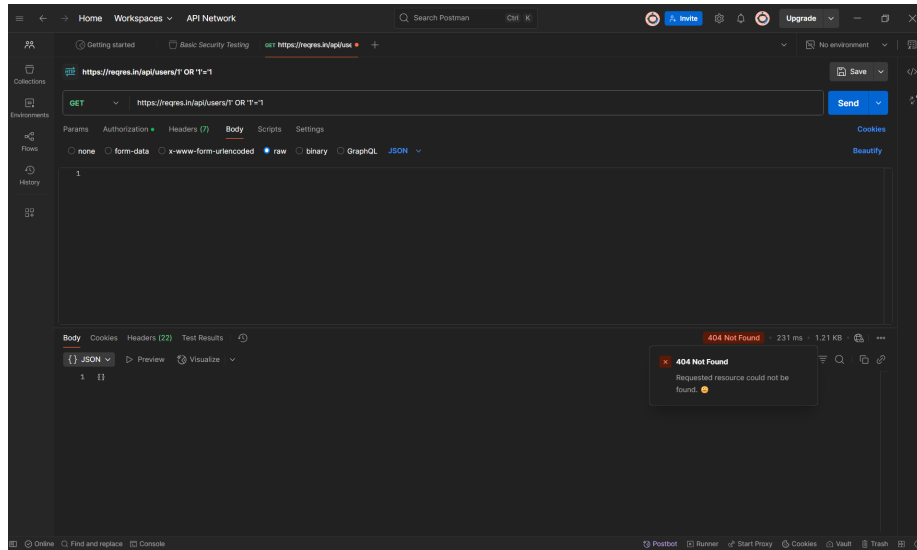 Home Workspaces API Network Search Postman Ctrl K Invite Upgrade
Getting started Basic Security Testing GET https://reqres.in/api/use + No environment
Collections
Environments
Flows
History
HTTP https://reqres.in/api/users/1' OR '1'='1 Save
GET https://reqres.in/api/users/1' OR '1'='1 Send
Params Authorization Headers (7) Body Scripts Settings Cookies
none form-data x-www-form-urlencoded raw binary GraphQL JSON Beautify
1
Body Cookies Headers (22) Test Results 404 Not Found 231 ms 1.21 KB
{} JSON Preview Visualize
404 Not Found
Requested resource could not be
found.
1 {}
Online Find and replace Console Postbot Runner Start Proxy Cookies Vault Trash